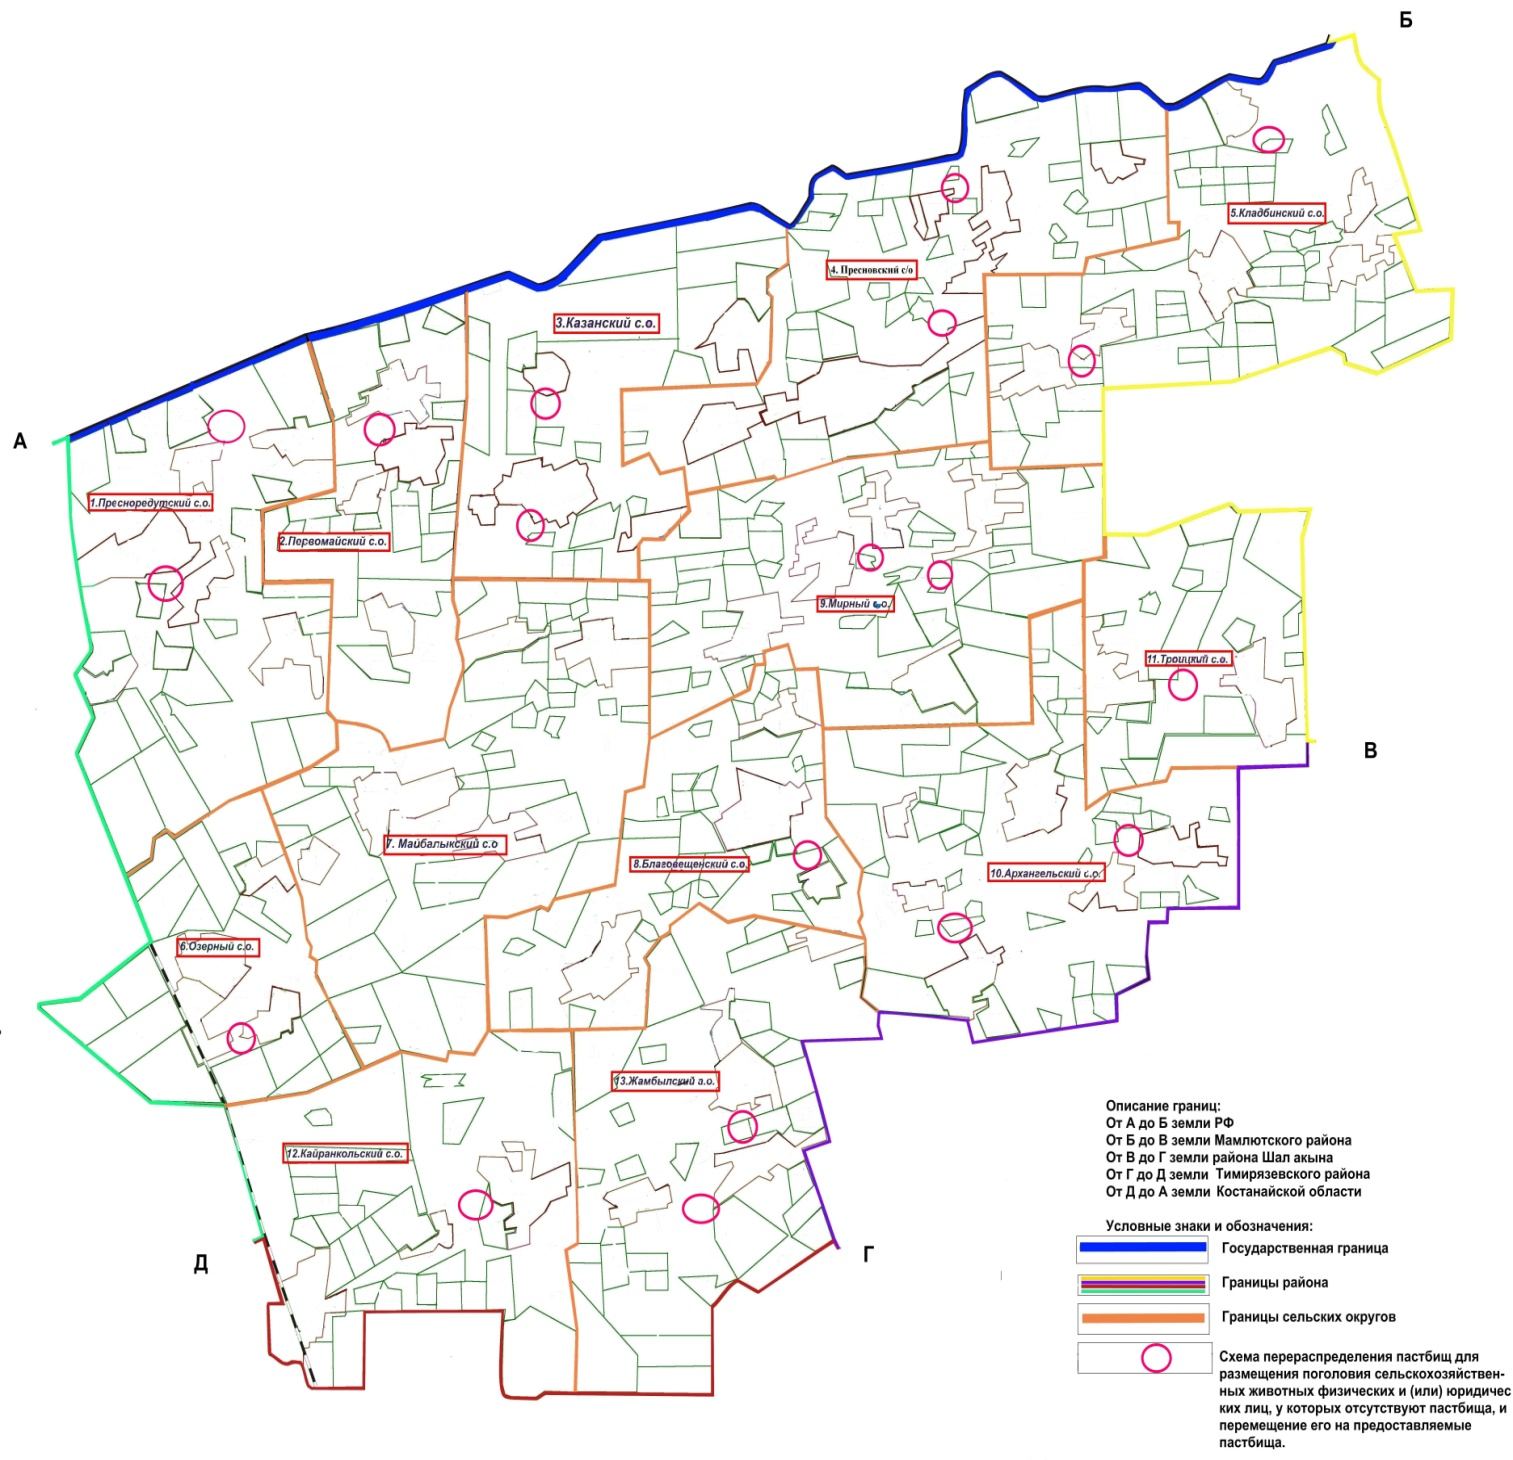 Б
5.Кладбинский с.о.
4. Пресновский с/о
3.Казанский с.о.
А
1.Пресноредутский с.о.
2.Первомайский с.о.
9.Мирный с.о.
11.Троицкий с.о.
В
7. Майбалыкский с.о
8.Благовещенский с.о.
10.Архангельский с.о.
6.Озерный с.о.
13.Жамбылский а.о.
12.Кайранкольский с.о.
Д
Г
Описание границ:
От А до Б земли РФ
От Б до В земли Мамлютского района
От В до Г земли района Шал акына
От Г до Д земли Тимирязевского района
От Д до А земли Костанайской области
Условные знаки и обозначения:
Государственная граница
Границы района
Границы сельских округов
Схема перераспределения пастбищ для
размещения поголовия сельскохозяйствен-
ных животных физических и (или) юридичес
ких лиц, у которых отсутствуют пастбища, и
перемещение его на предоставляемые
пастбища.